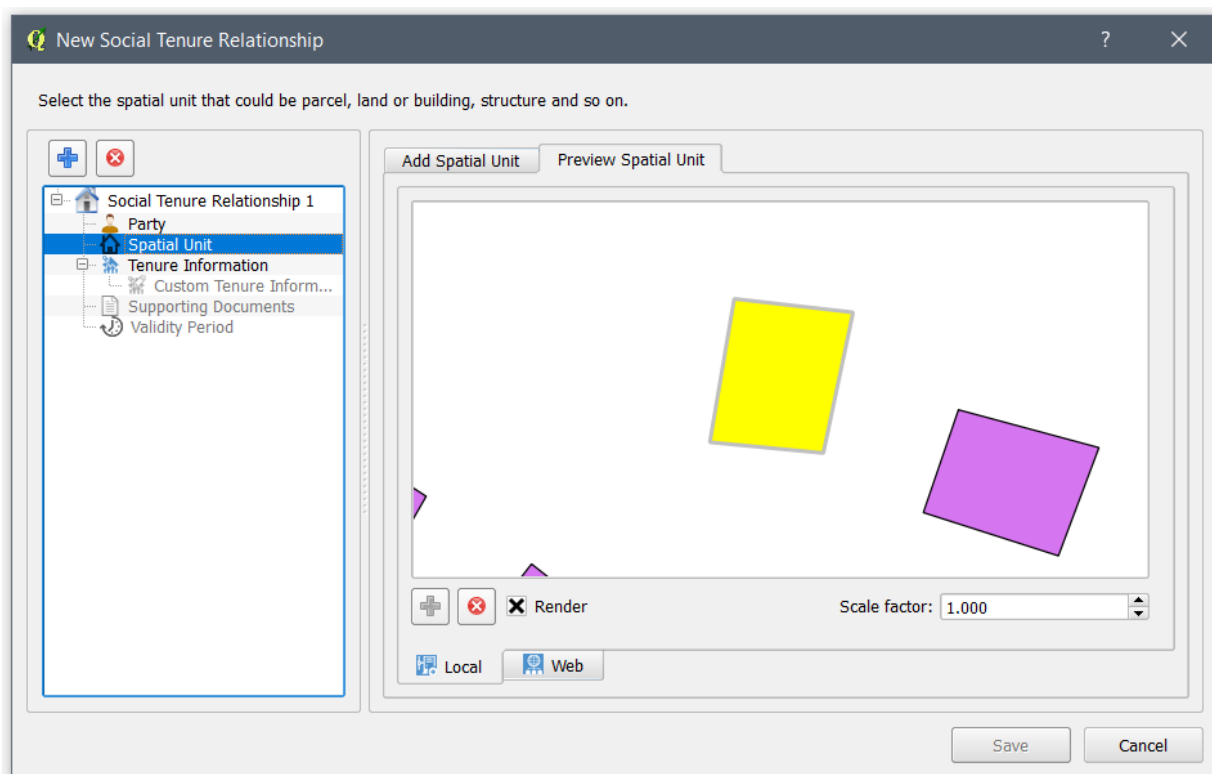 New Social Tenure Relationship
Select the spatial unit that could be parcel, land or building, structure and so on.
Social Tenure Relationship 1
Party
Spatial Unit
Tenure Information
Custom Tenure Inform...
Supporting Documents
Validity Period
Add Spatial Unit
Preview Spatial Unit
Render
Scale factor: 1.000
Local
Web
Save
Cancel